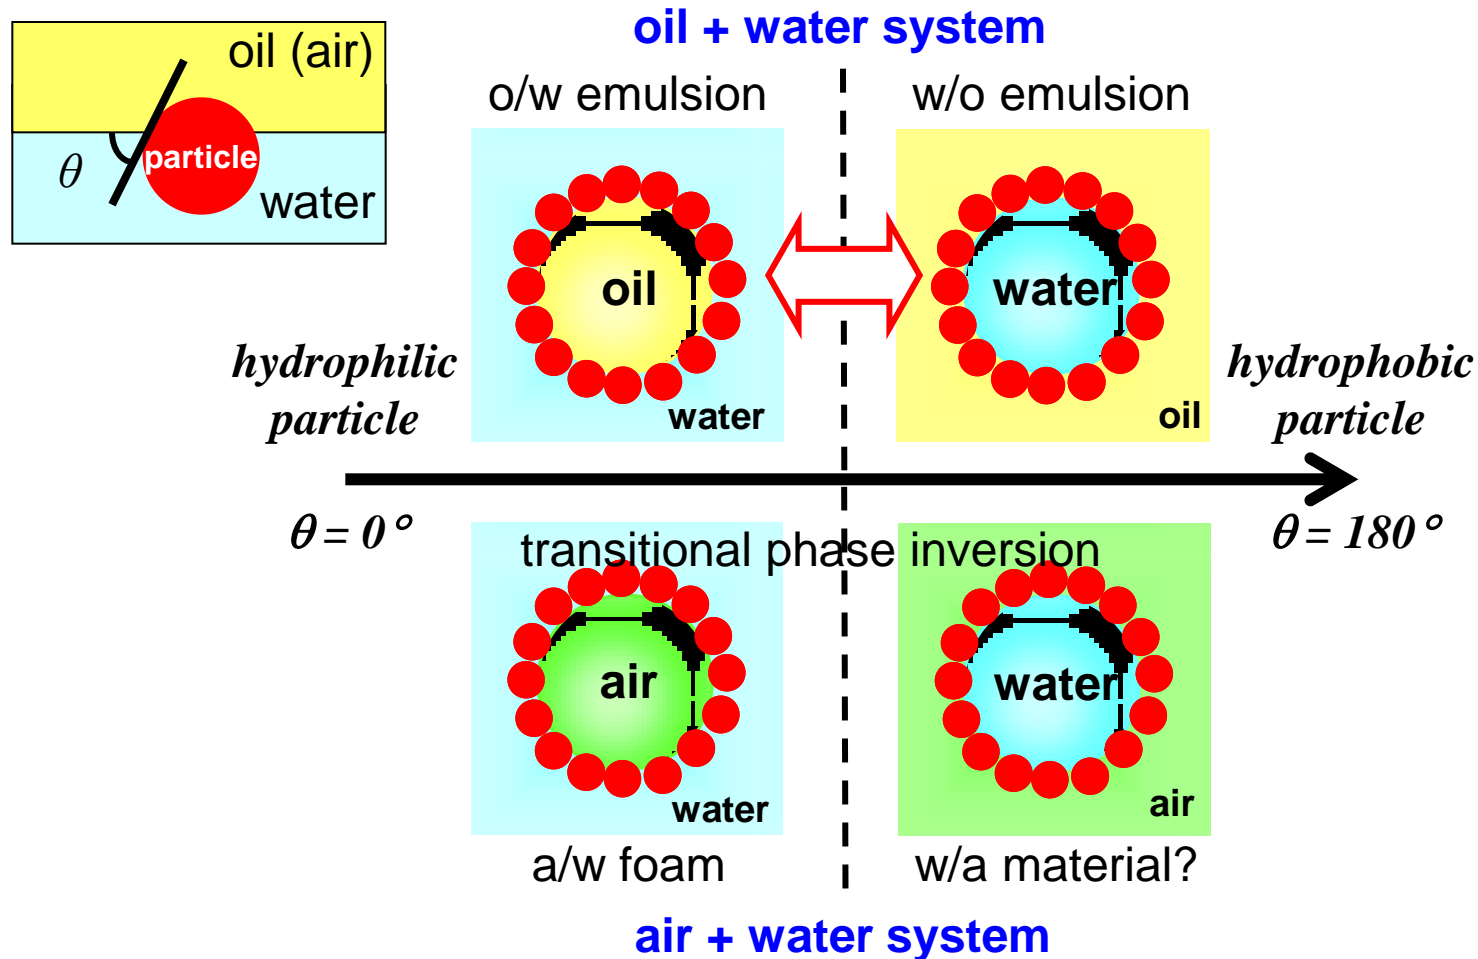 oil + water system
oil (air)
particle
θ
water
o/w emulsion
w/o emulsion
oil
water
water
oil
hydrophilic
particle
hydrophobic
particle
θ = 0°
θ = 180°
transitional phase inversion
air
water
water
air
a/w foam
w/a material?
air + water system